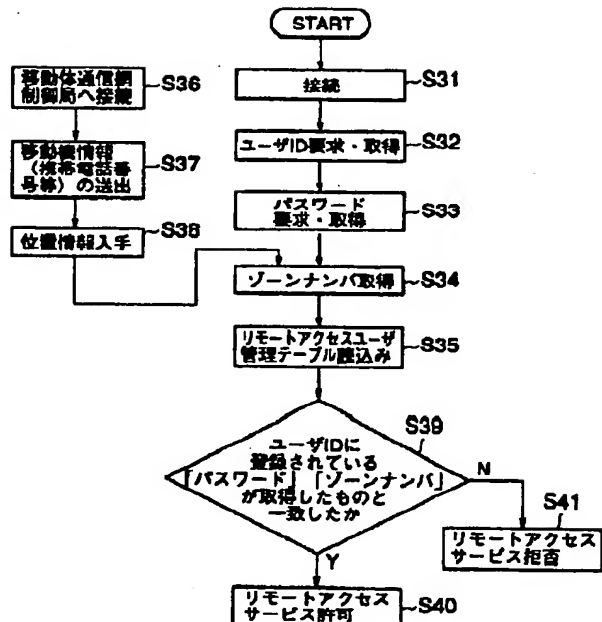 START
接続
S31
ユーザID要求・取得
S32
パスワード
要求・取得
S33
移動体通信網
制御局へ接続
S36
移動機情報
(携帯電話番
号等)の送出
S37
位置情報入手
S38
ゾーンナンバ取得
S34
リモートアクセスユーザ
管理テーブル読込み
S35
ユーザIDに
登録されている
「パスワード」「ゾーンナンバ」
が取得したものと
一致したか
S39
N
Y
S41
リモートアクセス
サービス拒否
リモートアクセス
サービス許可
S40